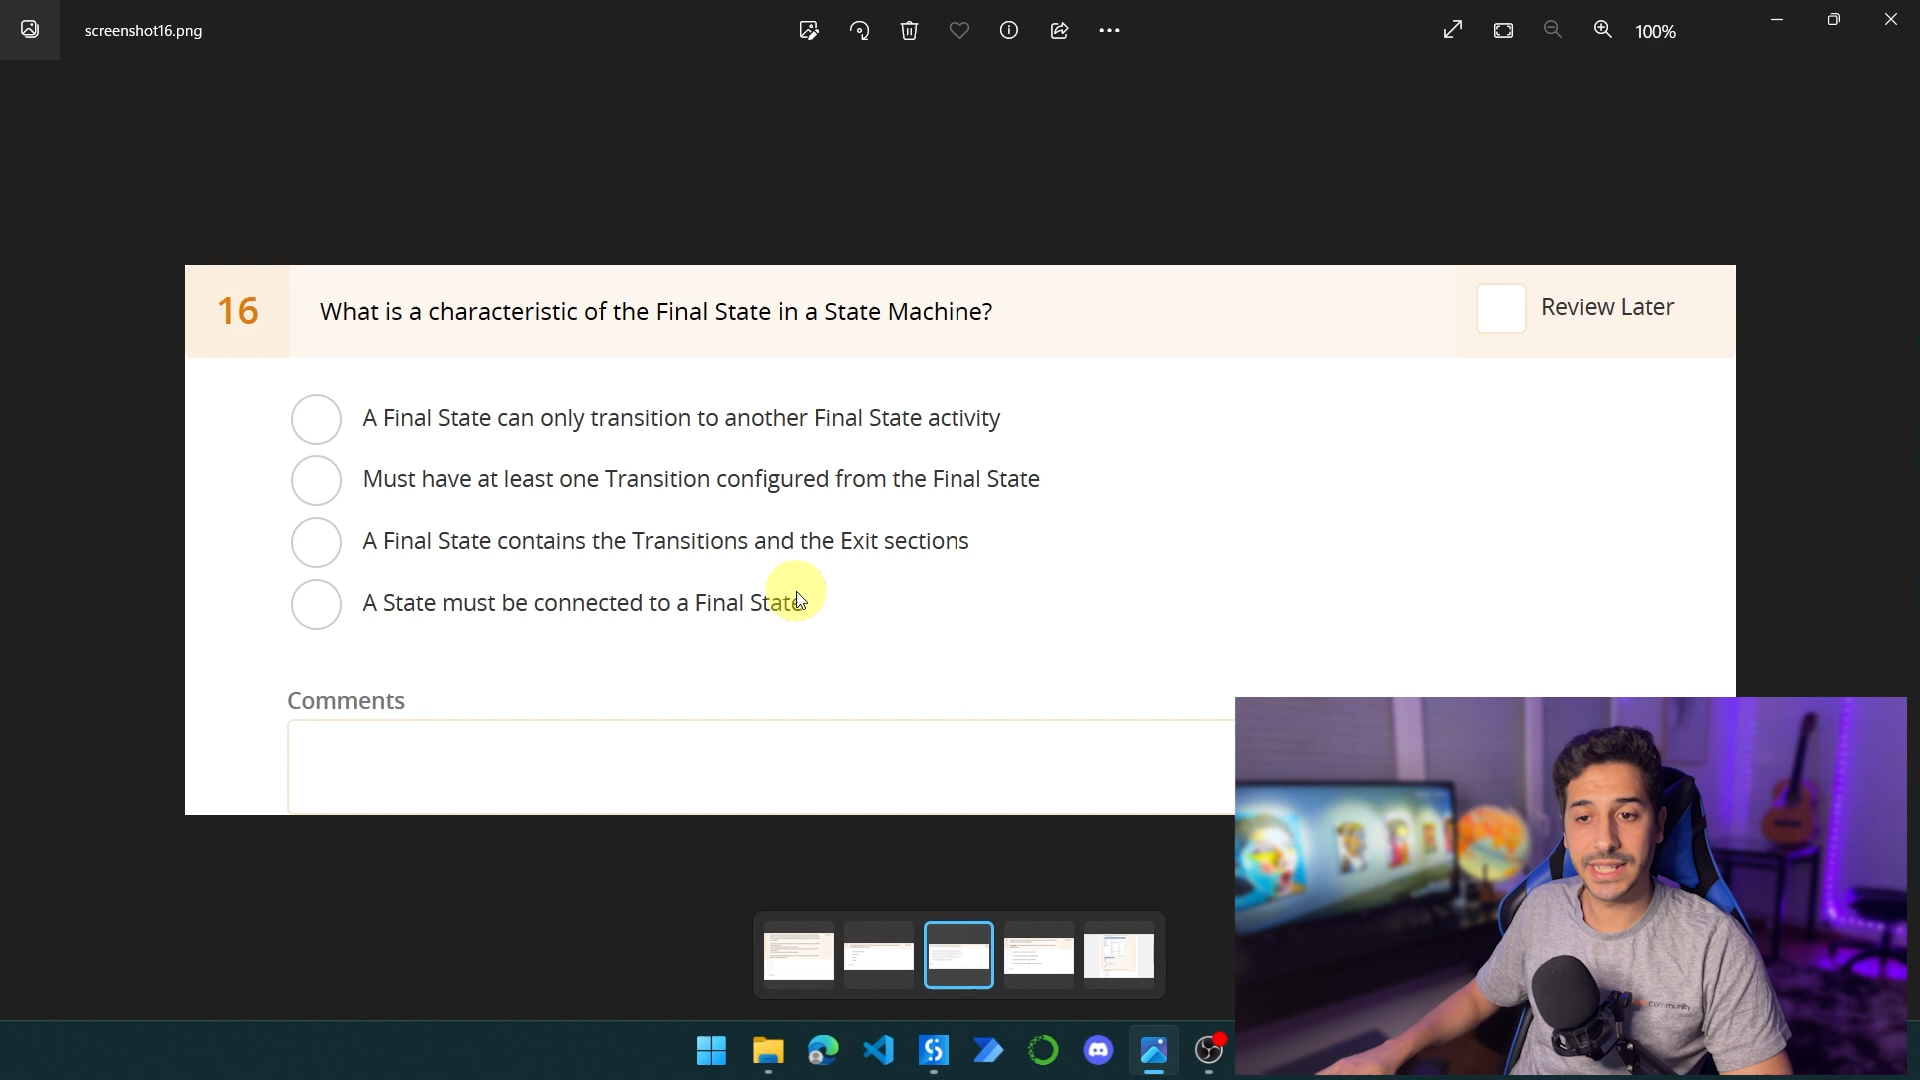 screenshot16.png
100%
16
What is a characteristic of the Final State in a State Machine?
Review Later
A Final State can only transition to another Final State activity
Must have at least one Transition configured from the Final State
A Final State contains the Transitions and the Exit sections
A State must be connected to a Final State
Comments